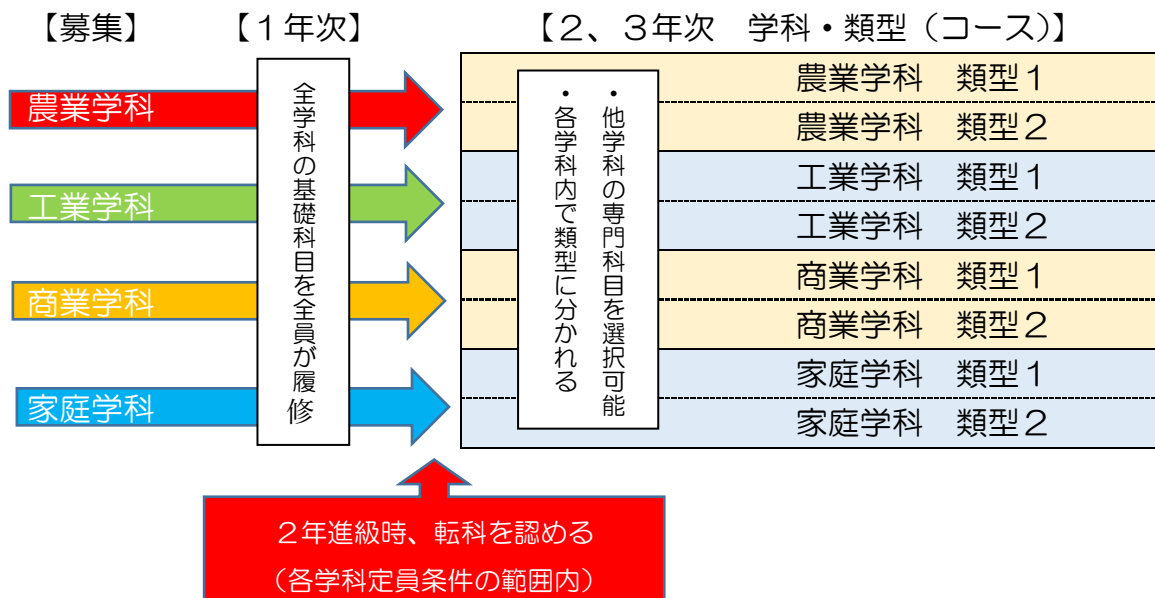 【募集】
【１年次】
【２、３年次　学科・類型（コース）】
農業学科
工業学科
商業学科
家庭学科
全学科の基礎科目を全員が履修
・他学科の専門科目を選択可能
・各学科内で類型に分かれる
農業学科　類型１
農業学科　類型２
工業学科　類型１
工業学科　類型２
商業学科　類型１
商業学科　類型２
家庭学科　類型１
家庭学科　類型２
２年進級時、転科を認める
（各学科定員条件の範囲内）